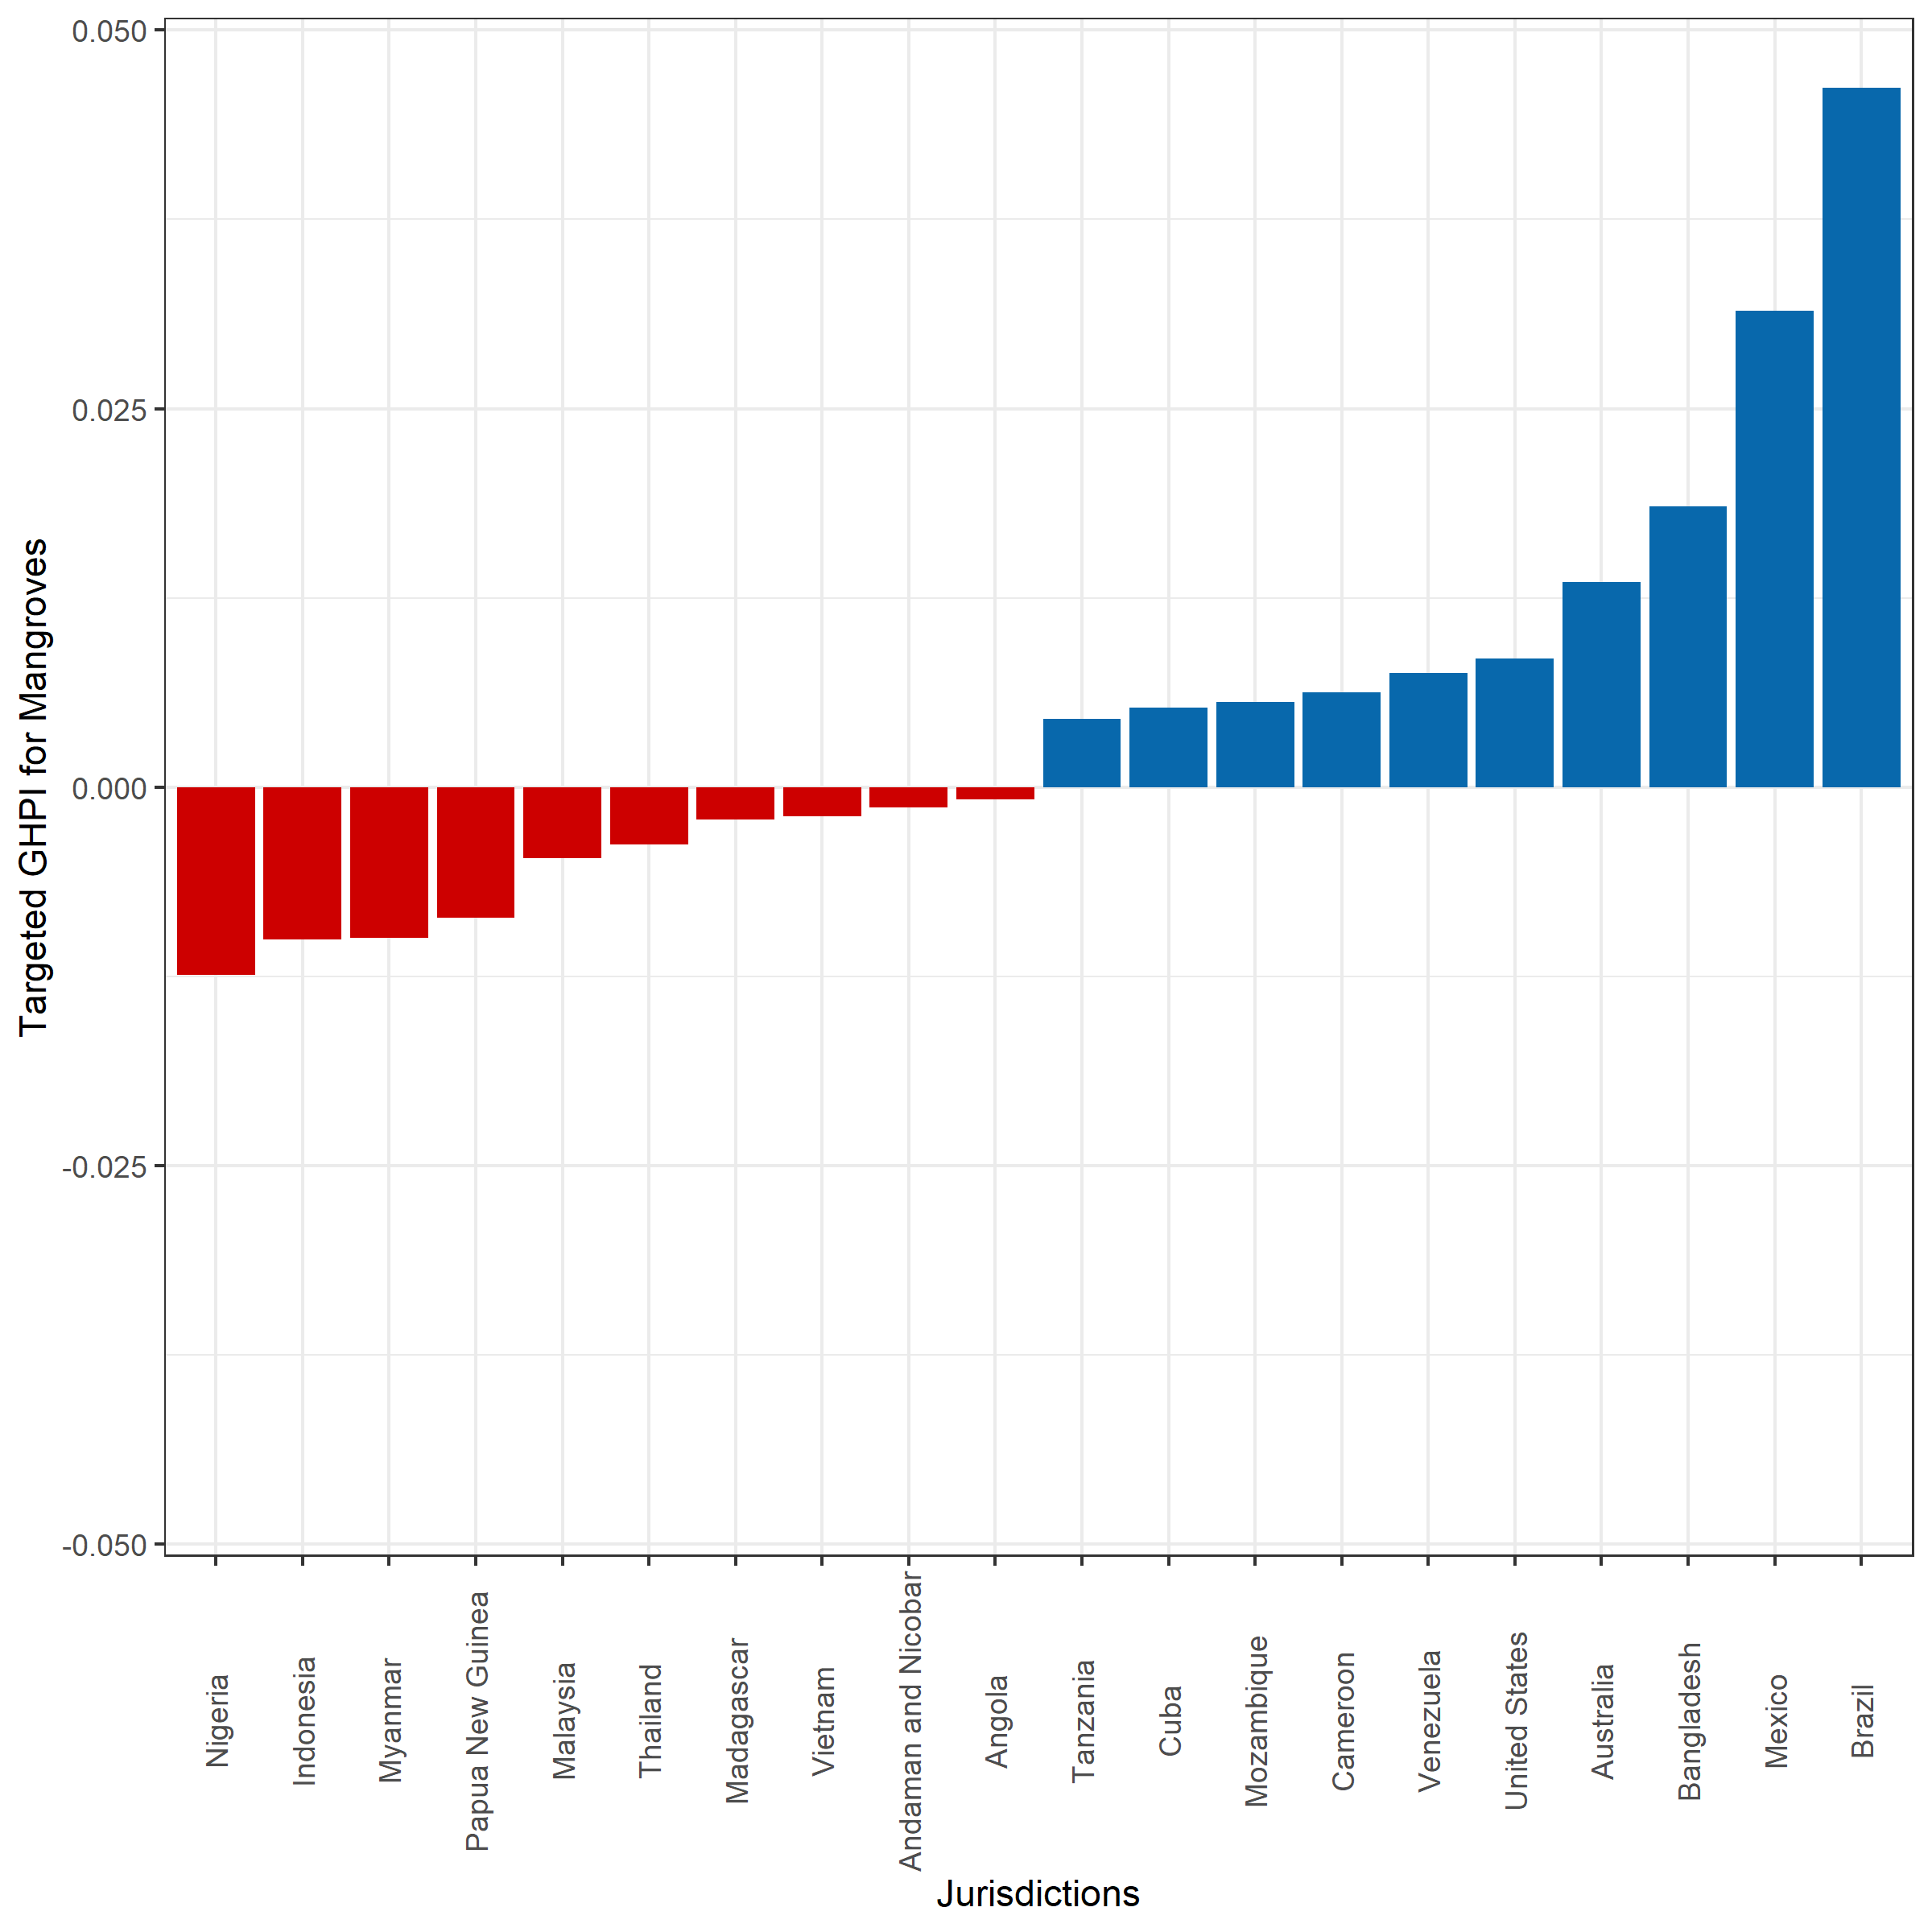 Targeted GHPI for Mangroves
0.050
0.025
0.000
-0.025
-0.050
Nigeria
Indonesia
Myanmar
Papua New Guinea
Malaysia
Thailand
Madagascar
Vietnam
Andaman and Nicobar
Angola
Tanzania
Cuba
Mozambique
Cameroon
Venezuela
United States
Australia
Bangladesh
Mexico
Brazil
Jurisdictions